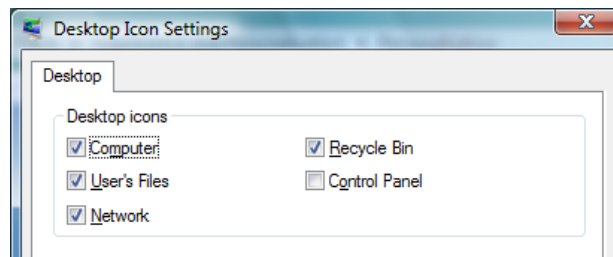 Desktop Icon Settings
Desktop
Desktop icons
Computer
Recycle Bin
User's Files
Control Panel
Network